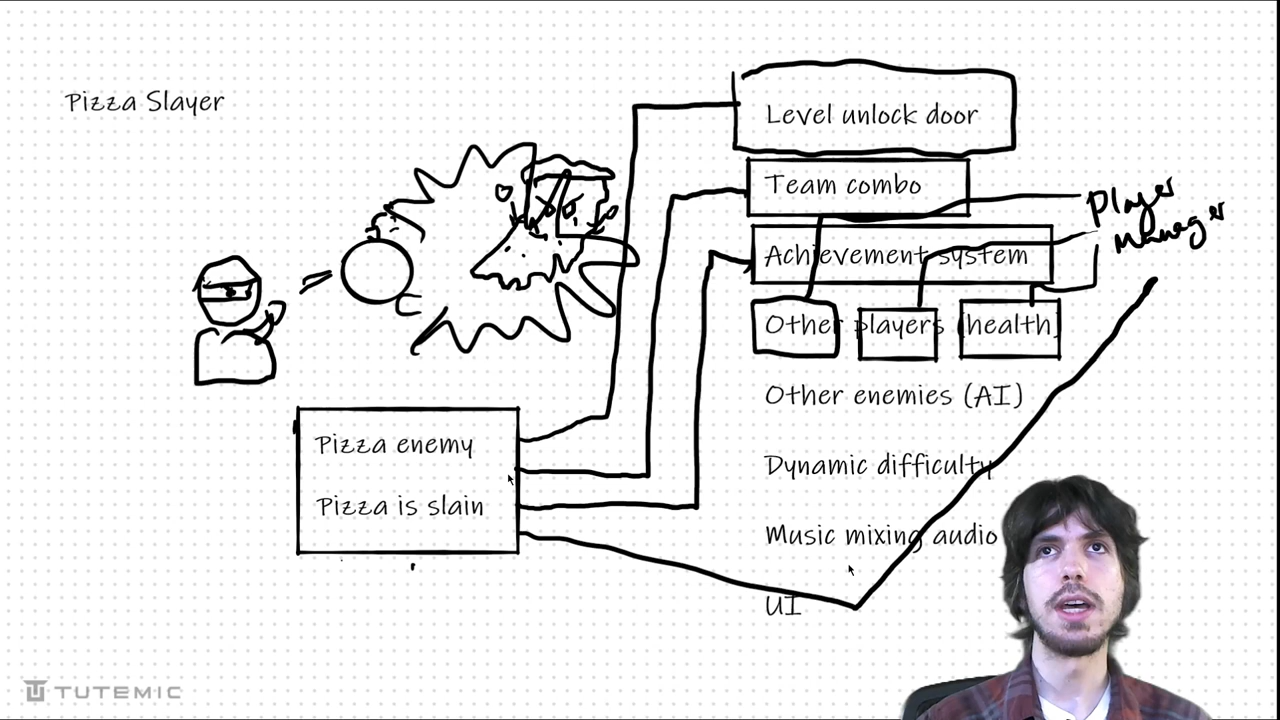 Pizza Slayer
Level unlock door
Team combo
Player
Manager
Achievement system
Other players (health)
Other enemies (AI)
Pizza enemy
Dynamic difficulty
Pizza is slain
Music mixing audio
UI
TUTEMIC